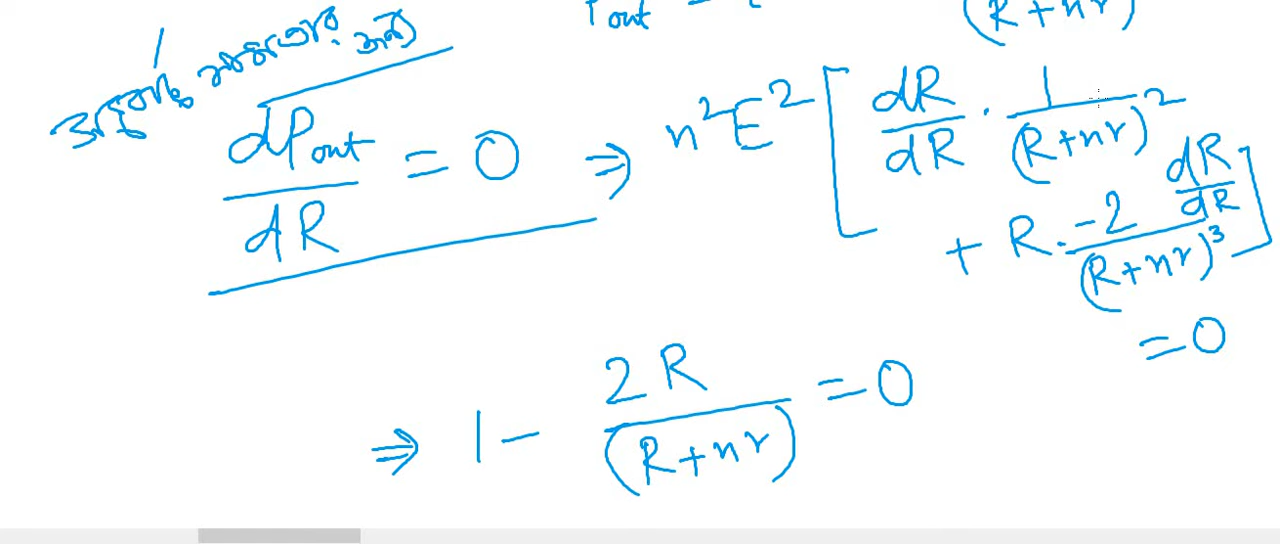 P_out = (R+nr)
dP_out/dR = 0 ⇒ n²E² [ dR/dR · 1/(R+nr)²
+ R · -2/(R+nr)³ dR/dR ]
= 0
⇒ 1 - 2R/(R+nr) = 0